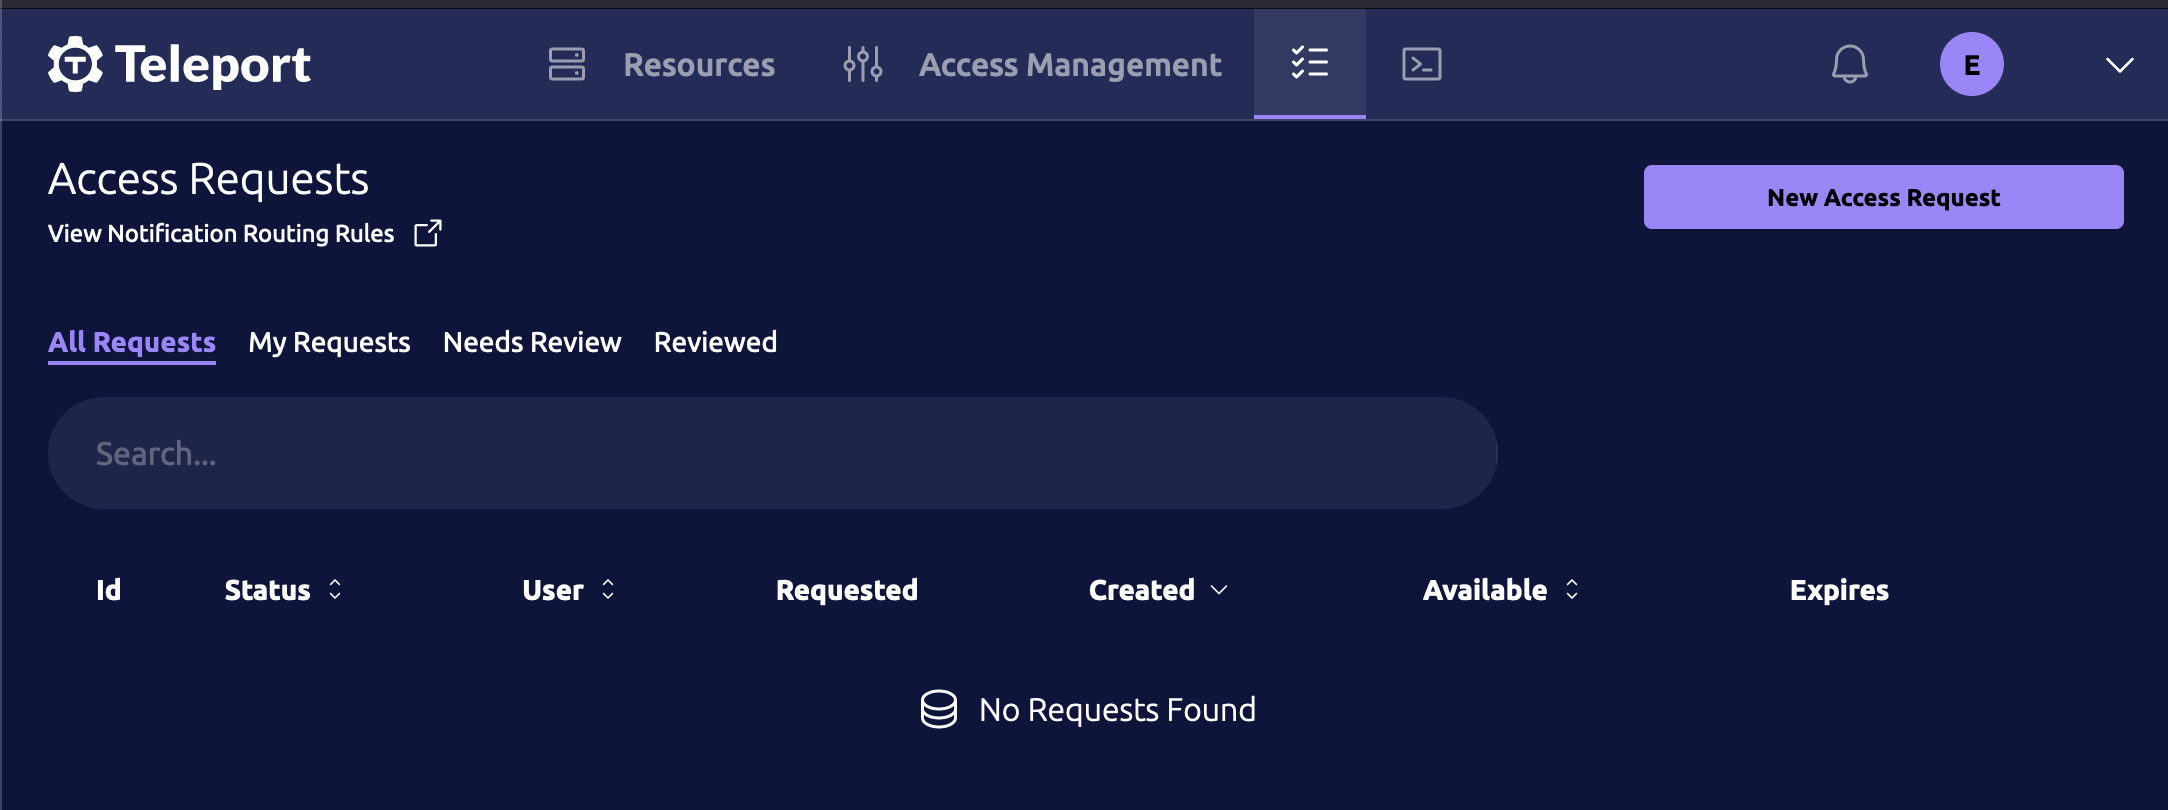 Teleport
Resources
Access Management
E
Access Requests
New Access Request
View Notification Routing Rules
All Requests My Requests Needs Review Reviewed
Search...
Id Status User Requested Created Available Expires
No Requests Found